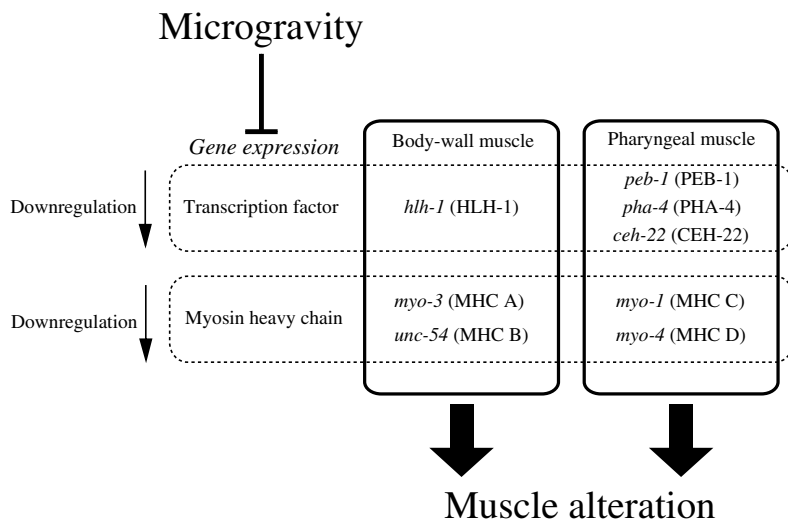 Microgravity
Gene expression
Body-wall muscle
Pharyngeal muscle
Downregulation
Transcription factor
hlh-1 (HLH-1)
peb-1 (PEB-1)
pha-4 (PHA-4)
ceh-22 (CEH-22)
Downregulation
Myosin heavy chain
myo-3 (MHC A)
unc-54 (MHC B)
myo-1 (MHC C)
myo-4 (MHC D)
Muscle alteration